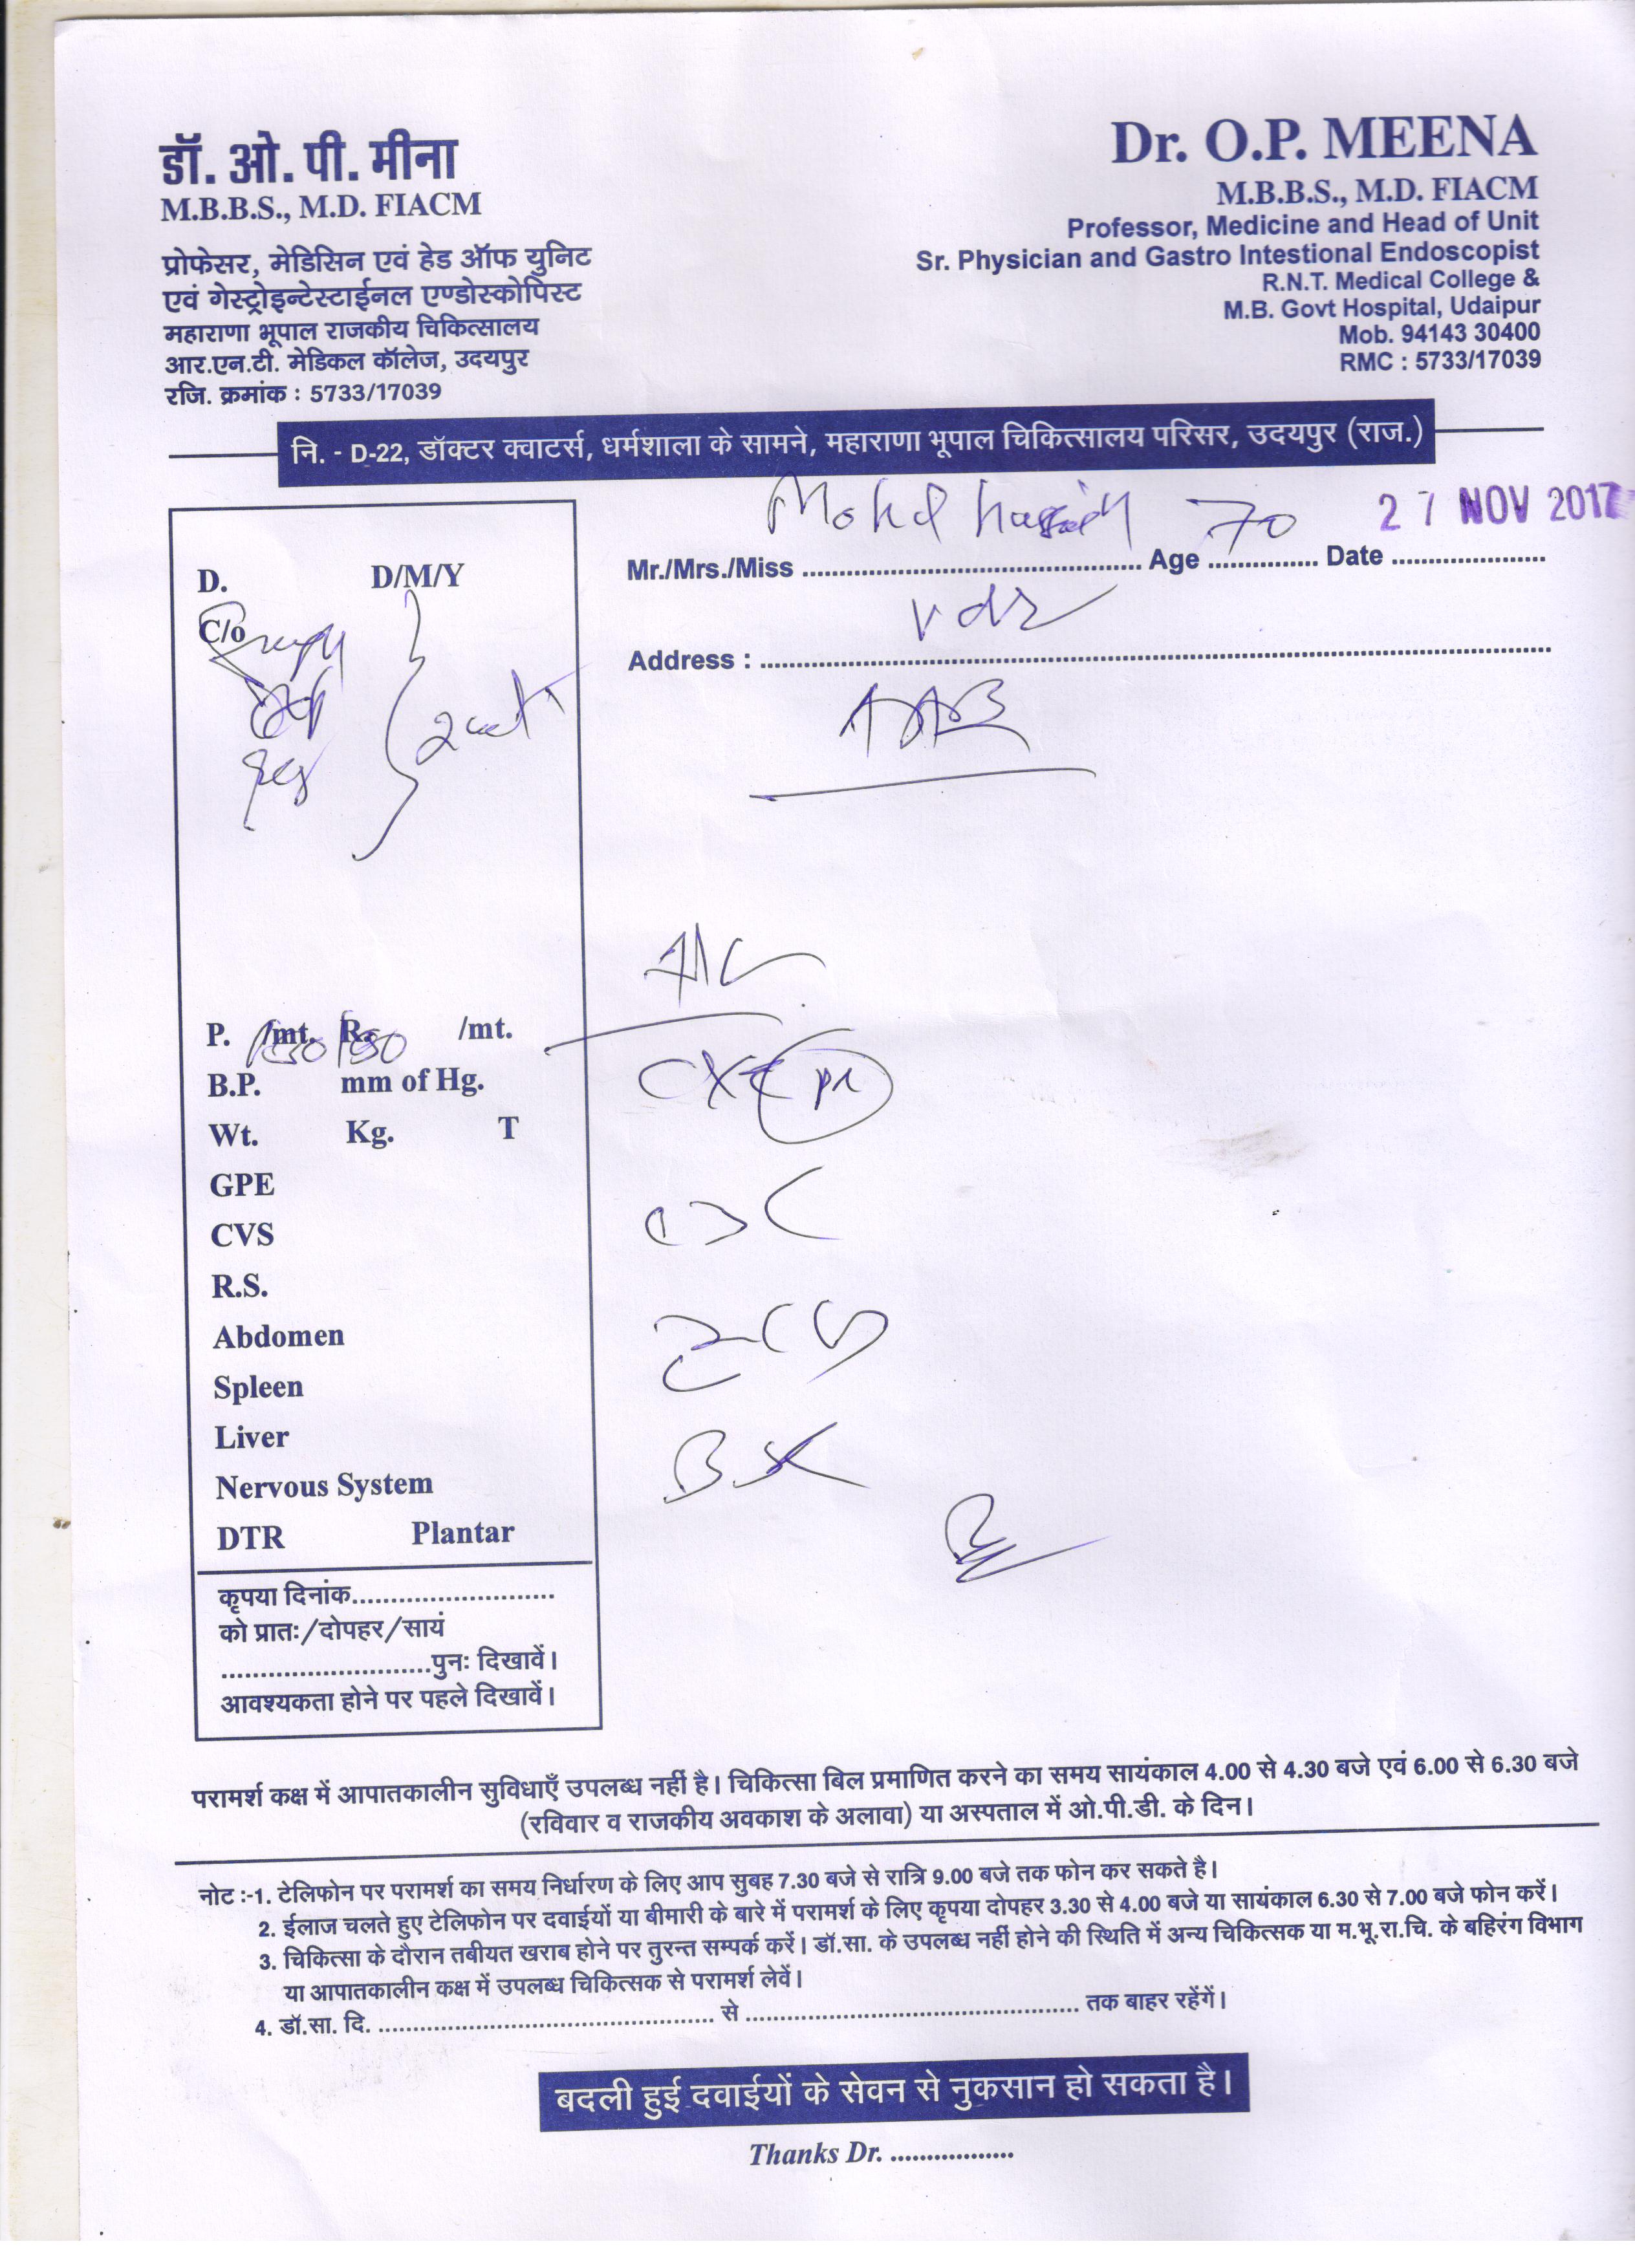 डॉ. ओ. पी. मीना
M.B.B.S., M.D. FIACM
प्रोफेसर, मेडिसिन एवं हेड ऑफ युनिट
एवं गेस्ट्रोइन्टेस्टाईनल एण्डोस्कोपिस्ट
महाराणा भूपाल राजकीय चिकित्सालय
आर.एन.टी. मेडिकल कॉलेज, उदयपुर
रजि. क्रमांक : 5733/17039
Dr. O.P. MEENA
M.B.B.S., M.D. FIACM
Professor, Medicine and Head of Unit
Sr. Physician and Gastro Intestional Endoscopist
R.N.T. Medical College &
M.B. Govt Hospital, Udaipur
Mob. 94143 30400
RMC : 5733/17039
नि. - D-22, डॉक्टर क्वाटर्स, धर्मशाला के सामने, महाराणा भूपाल चिकित्सालय परिसर, उदयपुर (राज.)
Mohd 70 27 NOV 2017
Mr./Mrs./Miss ........................................ Age ............... Date .....................
Address : ....................................................................................
D. D/M/Y
C/o
P. /mt. R. /mt.
B.P. mm of Hg.
Wt. Kg. T
GPE
CVS
R.S.
Abdomen
Spleen
Liver
Nervous System
DTR Plantar
कृपया दिनांक..........................
को प्रातः/दोपहर/सायं
...........................पुनः दिखावें।
आवश्यकता होने पर पहले दिखावें।
परामर्श कक्ष में आपातकालीन सुविधाएँ उपलब्ध नहीं है। चिकित्सा बिल प्रमाणित करने का समय सायंकाल 4.00 से 4.30 बजे एवं 6.00 से 6.30 बजे
(रविवार व राजकीय अवकाश के अलावा) या अस्पताल में ओ.पी.डी. के दिन।
नोट :-1. टेलिफोन पर परामर्श का समय निर्धारण के लिए आप सुबह 7.30 बजे से रात्रि 9.00 बजे तक फोन कर सकते है।
2. ईलाज चलते हुए टेलिफोन पर दवाईयों या बीमारी के बारे में परामर्श के लिए कृपया दोपहर 3.30 से 4.00 बजे या सायंकाल 6.30 से 7.00 बजे फोन करें।
3. चिकित्सा के दौरान तबीयत खराब होने पर तुरन्त सम्पर्क करें। डॉ.सा. के उपलब्ध नहीं होने की स्थिति में अन्य चिकित्सक या म.भू.रा.चि. के बहिरंग विभाग
या आपातकालीन कक्ष में उपलब्ध चिकित्सक से परामर्श लेवें।
4. डॉ.सा. दि. ........................................... से ........................................... तक बाहर रहेंगें।
बदली हुई दवाईयों के सेवन से नुकसान हो सकता है।
Thanks Dr. .................